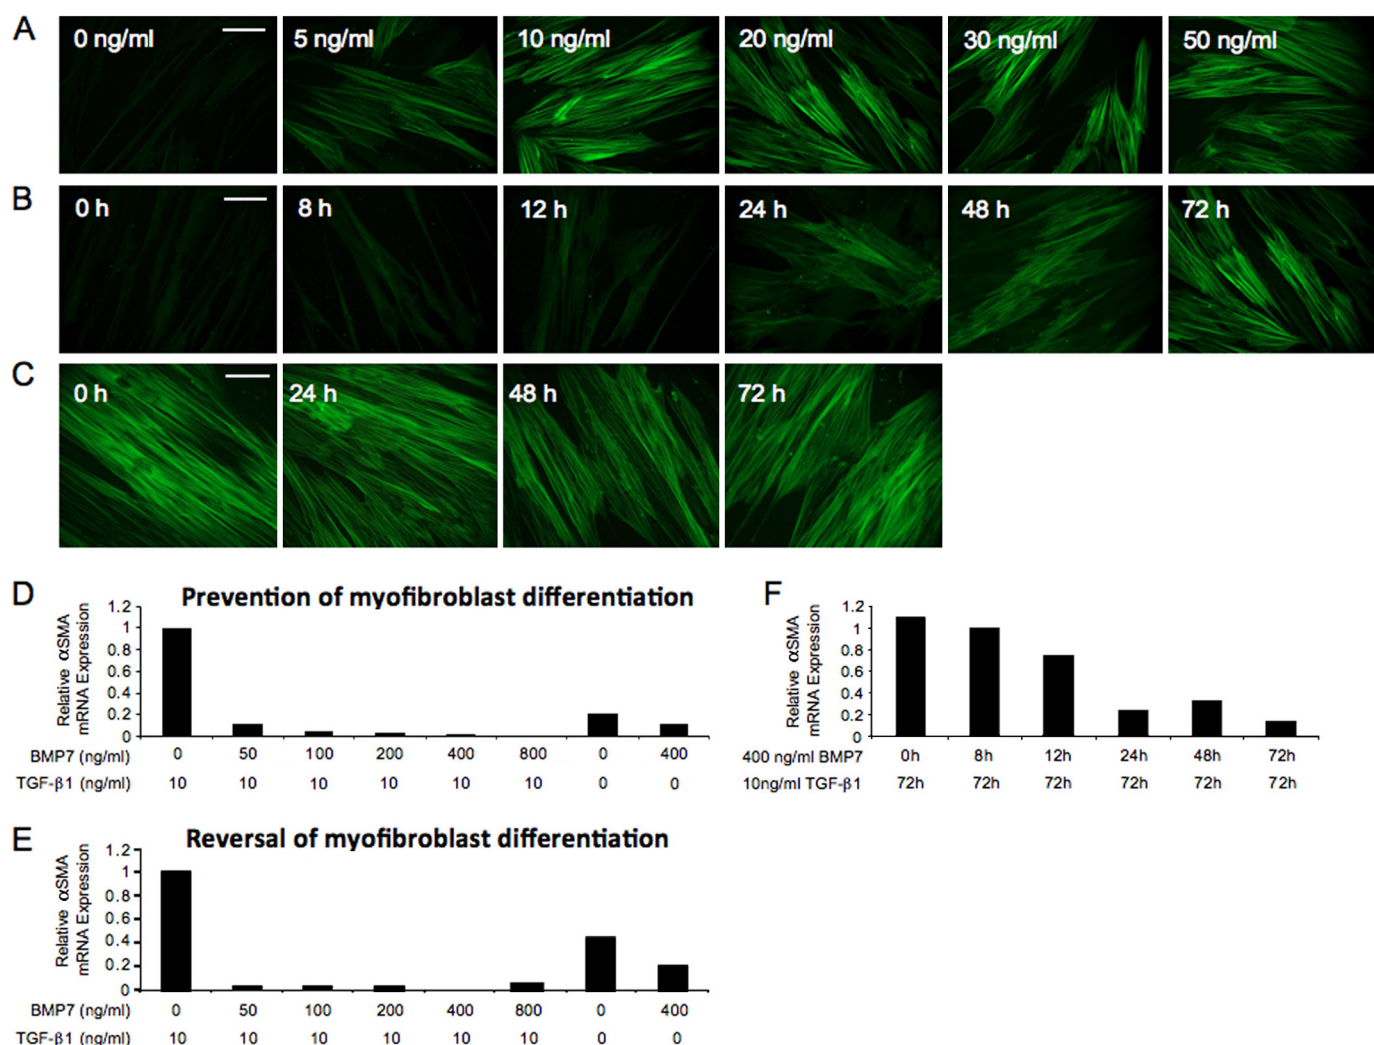 A
0 ng/ml 5 ng/ml 10 ng/ml 20 ng/ml 30 ng/ml 50 ng/ml
B
0 h 8 h 12 h 24 h 48 h 72 h
C
0 h 24 h 48 h 72 h
D
Prevention of myofibroblast differentiation
Relative αSMA
mRNA Expression
1.2
1
0.8
0.6
0.4
0.2
0
BMP7 (ng/ml) 0 50 100 200 400 800 0 400
TGF-β1 (ng/ml) 10 10 10 10 10 10 0 0
F
Relative αSMA
mRNA Expression
1.2
1
0.8
0.6
0.4
0.2
0
400 ng/ml BMP7 0h 8h 12h 24h 48h 72h
10ng/ml TGF-β1 72h 72h 72h 72h 72h 72h
E
Reversal of myofibroblast differentiation
Relative αSMA
mRNA Expression
1.2
1
0.8
0.6
0.4
0.2
0
BMP7 (ng/ml) 0 50 100 200 400 800 0 400
TGF-β1 (ng/ml) 10 10 10 10 10 10 0 0